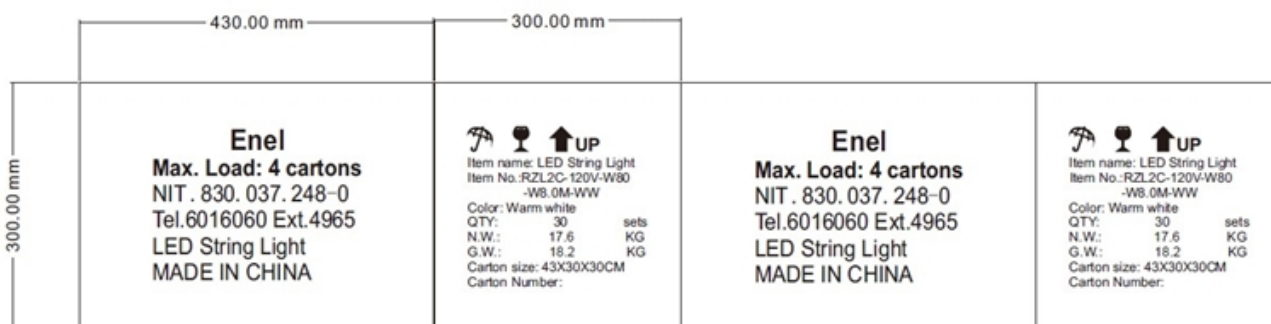 430.00 mm
300.00 mm
300.00 mm
Enel
Max. Load: 4 cartons
NIT. 830. 037. 248-0
Tel.6016060 Ext.4965
LED String Light
MADE IN CHINA
UP
Item name: LED String Light
Item No.:RZL2C-120V-W80
-W8.0M-WW
Color: Warm white
QTY: 30 sets
N.W.: 17.6 KG
G.W.: 18.2 KG
Carton size: 43X30X30CM
Carton Number:
Enel
Max. Load: 4 cartons
NIT. 830. 037. 248-0
Tel.6016060 Ext.4965
LED String Light
MADE IN CHINA
UP
Item name: LED String Light
Item No.:RZL2C-120V-W80
-W8.0M-WW
Color: Warm white
QTY: 30 sets
N.W.: 17.6 KG
G.W.: 18.2 KG
Carton size: 43X30X30CM
Carton Number: